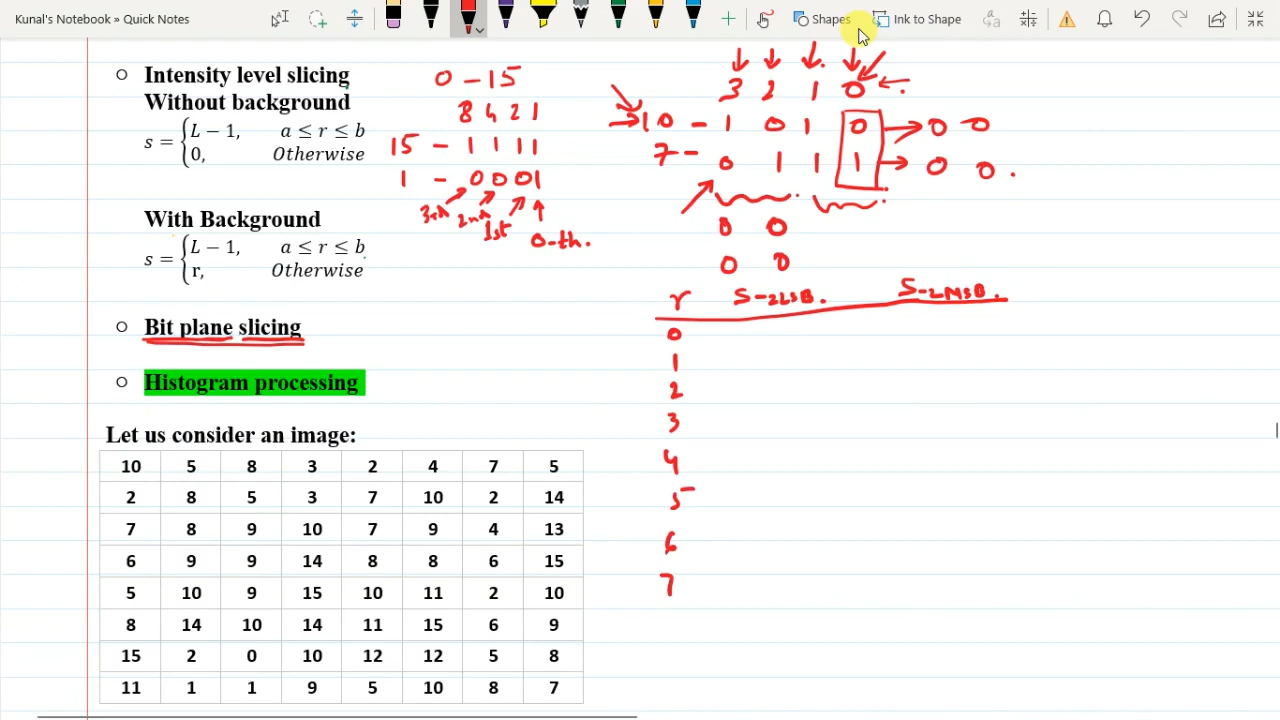 Kunal's Notebook » Quick Notes
Shapes
Ink to Shape
○ Intensity level slicing
Without background
s = { L − 1, a ≤ r ≤ b
0, Otherwise
With Background
s = { L − 1, a ≤ r ≤ b
r, Otherwise
○ Bit plane slicing
○ Histogram processing
Let us consider an image:
10 5 8 3 2 4 7 5
2 8 5 3 7 10 2 14
7 8 9 10 7 9 4 13
6 9 9 14 8 8 6 15
5 10 9 15 10 11 2 10
8 14 10 14 11 15 6 9
15 2 0 10 12 12 5 8
11 1 1 9 5 10 8 7
0 - 15
8 4 2 1
15 - 1 1 1 1
1 - 0 0 0 1
3rd 2nd 1st 0-th.
3 2 1 0
10 - 1 0 1 0 → 0 0
7 - 0 1 1 1 → 0 0.
0 0
0 0
r S-2LSB. S-2MSB.
0
1
2
3
4
5
6
7